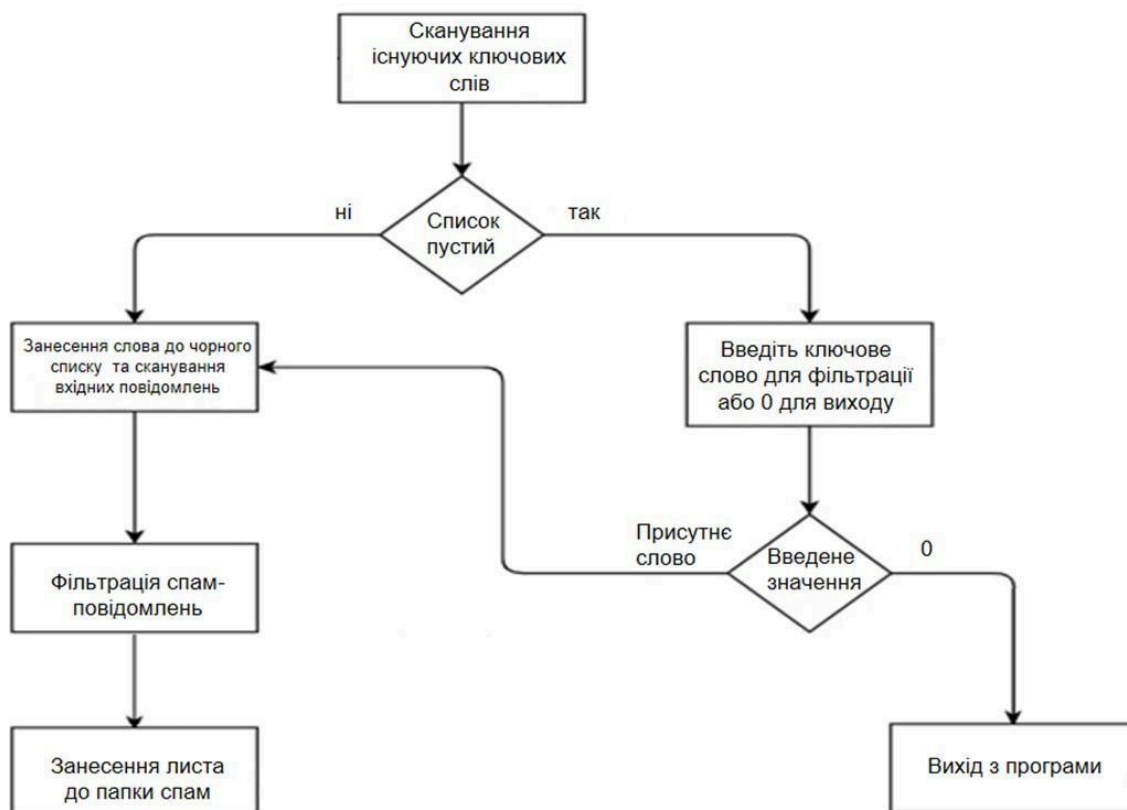 Сканування
існуючих ключових
слів
ні
так
Список
пустий
Занесення слова до чорного
списку та сканування
вхідних повідомлень
Введіть ключове
слово для фільтрації
або 0 для виходу
Присутнє
слово
Введене
значення
0
Фільтрація спам-
повідомлень
Занесення листа
до папки спам
Вихід з програми